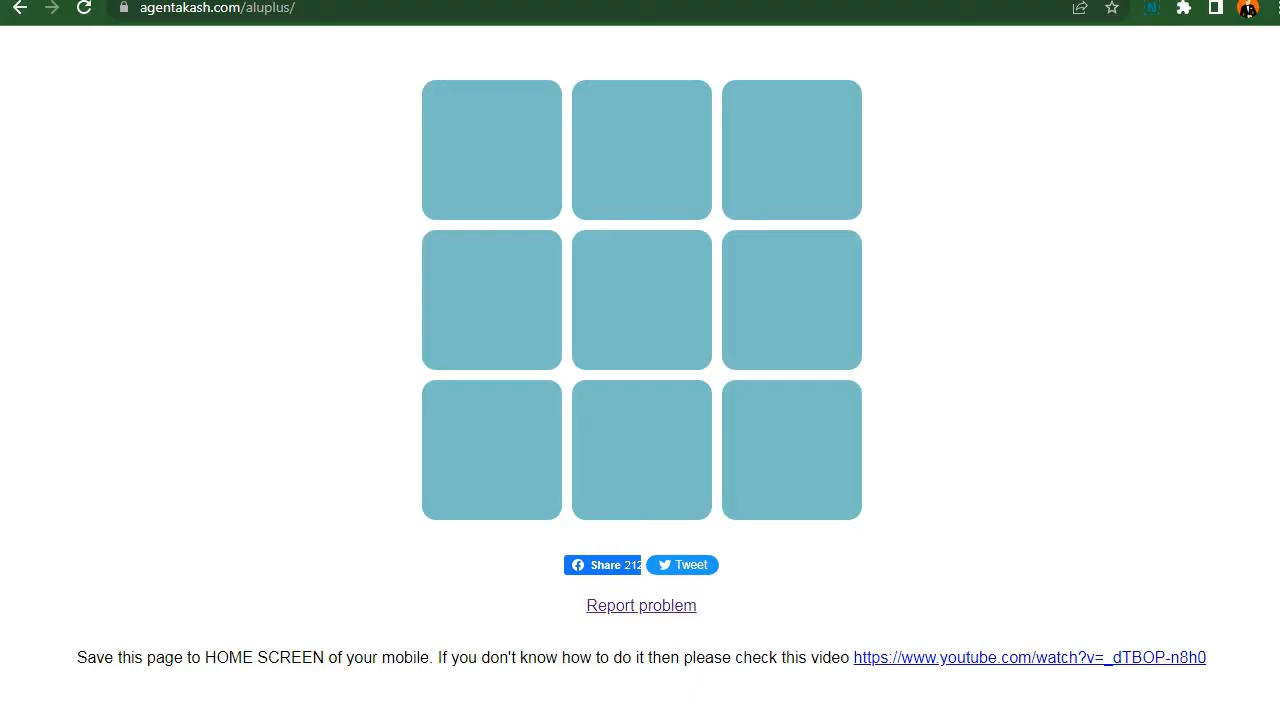 agentakash.com/aluplus/
Share 212
Tweet
Report problem
Save this page to HOME SCREEN of your mobile. If you don't know how to do it then please check this video https://www.youtube.com/watch?v=_dTBOP-n8h0